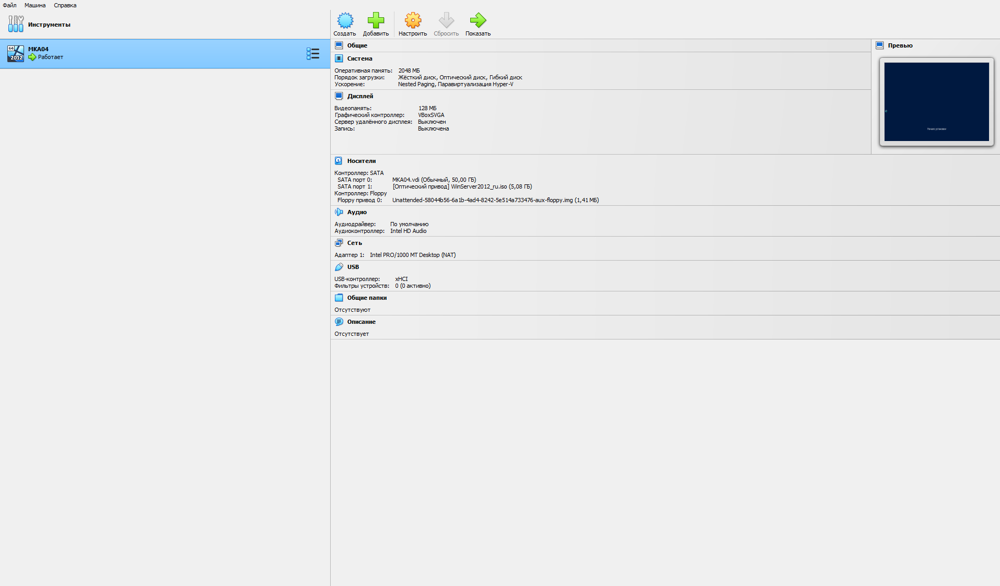 Файл Машина Справка
Инструменты
64
2012
MKA04
Работает
Создать Добавить Настроить Сбросить Показать
Общие
Система
Оперативная память: 2048 МБ
Порядок загрузки: Жёсткий диск, Оптический диск, Гибкий диск
Ускорение: Nested Paging, Паравиртуализация Hyper-V
Дисплей
Видеопамять: 128 МБ
Графический контроллер: VBoxSVGA
Сервер удалённого дисплея: Выключен
Запись: Выключена
Превью
Начало установки
Носители
Контроллер: SATA
SATA порт 0: MKA04.vdi (Обычный, 50,00 ГБ)
SATA порт 1: [Оптический привод] WinServer2012_ru.iso (5,08 ГБ)
Контроллер: Floppy
Floppy привод 0: Unattended-58044b56-6a1b-4ad4-8242-5e514a733476-aux-floppy.img (1,41 МБ)
Аудио
Аудиодрайвер: По умолчанию
Аудиоконтроллер: Intel HD Audio
Сеть
Адаптер 1: Intel PRO/1000 MT Desktop (NAT)
USB
USB-контроллер: xHCI
Фильтры устройств: 0 (0 активно)
Общие папки
Отсутствуют
Описание
Отсутствует